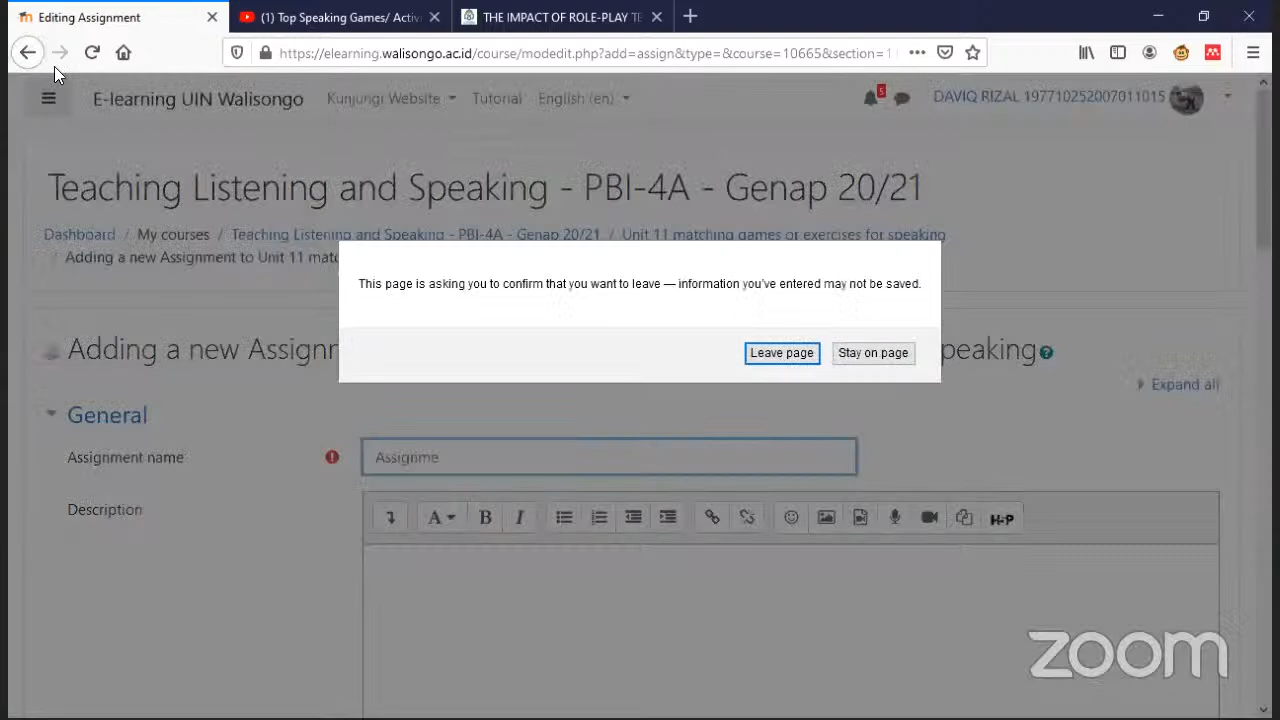 Editing Assignment
(1) Top Speaking Games/ Activ
THE IMPACT OF ROLE-PLAY TE
https://elearning.walisongo.ac.id/course/modedit.php?add=assign&type=&course=10665&section=1
E-learning UIN Walisongo
Kunjungi Website
Tutorial
English (en)
5
DAVIQ RIZAL 197710252007011015
Teaching Listening and Speaking - PBI-4A - Genap 20/21
Dashboard / My courses / Teaching Listening and Speaking - PBI-4A - Genap 20/21 / Unit 11 matching games or exercises for speaking
/ Adding a new Assignment to Unit 11 matc
This page is asking you to confirm that you want to leave — information you've entered may not be saved.
Leave page
Stay on page
Adding a new Assignm
peaking
Expand all
General
Assignment name
Assignme
Description
A
B
I
H-P
zoom